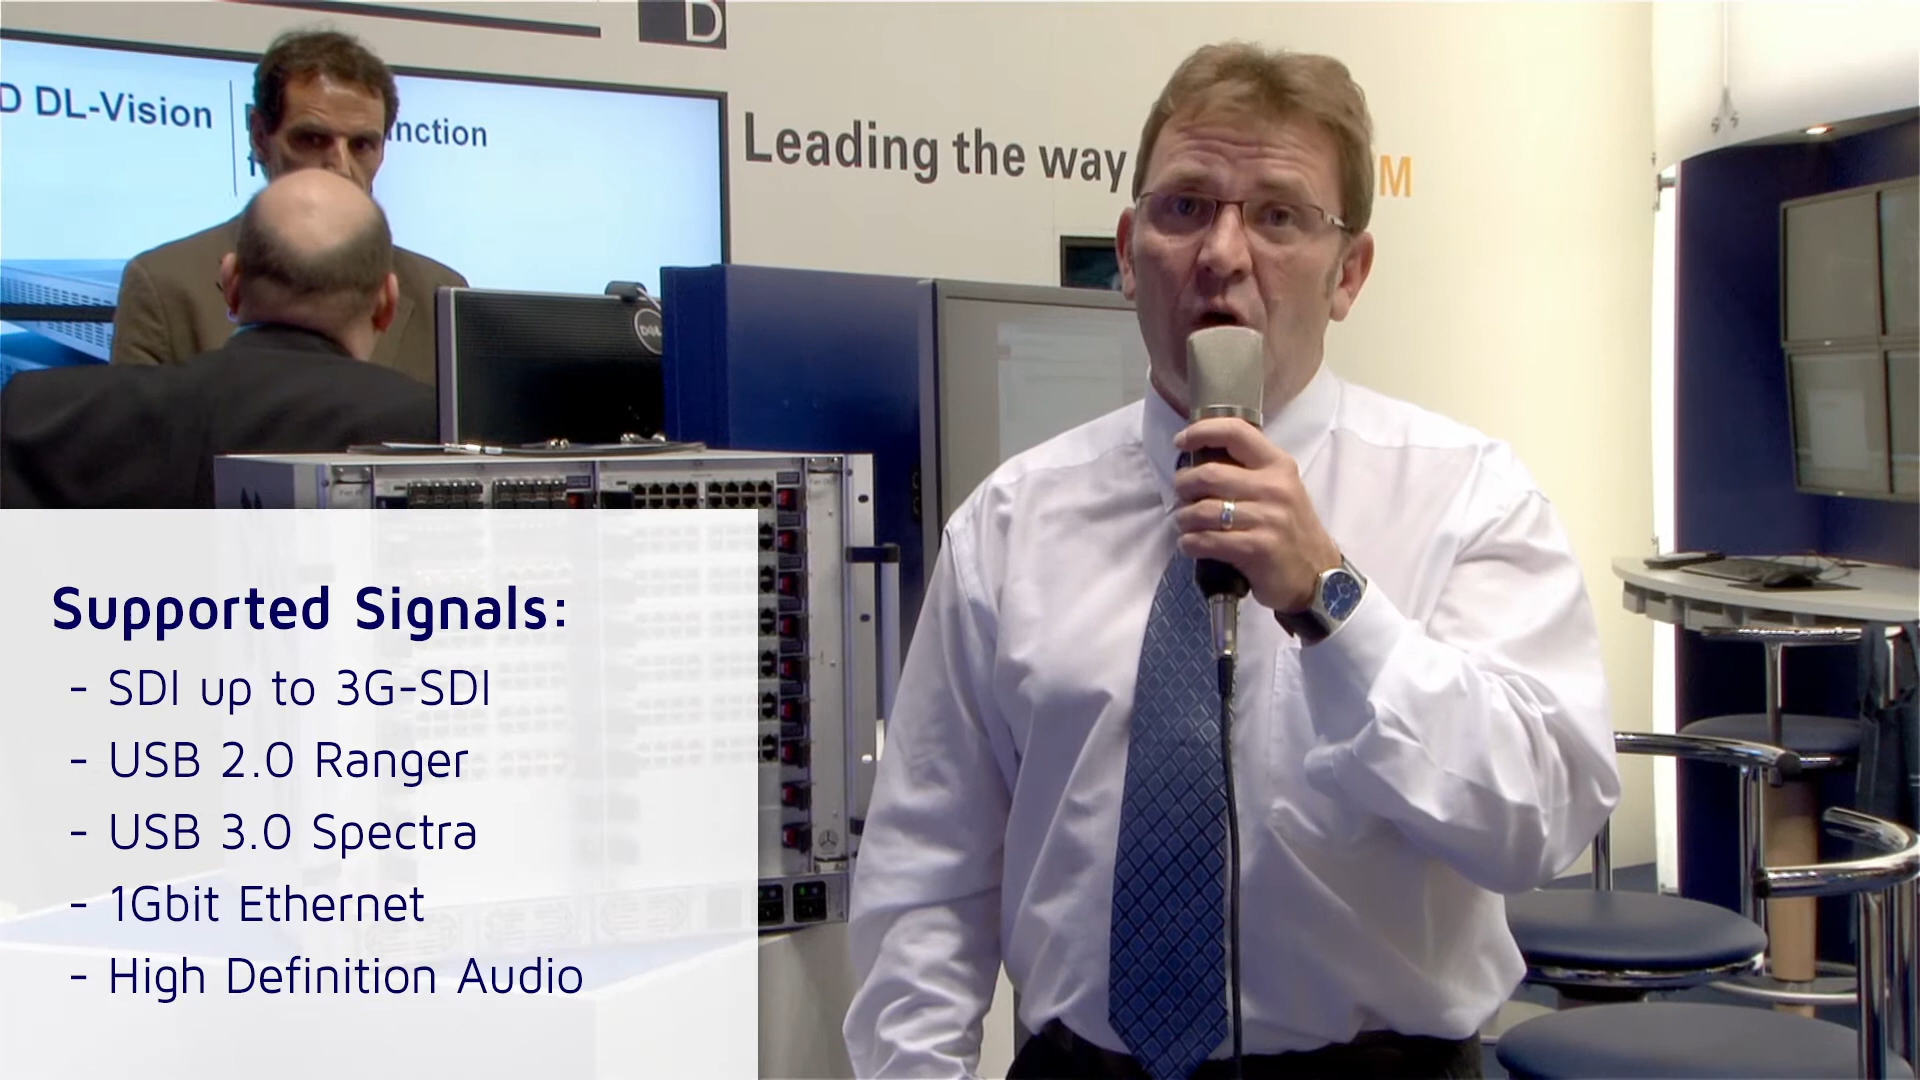 D
D DL-Vision
nction
Leading the way
M
DELL
Supported Signals:
- SDI up to 3G-SDI
- USB 2.0 Ranger
- USB 3.0 Spectra
- 1Gbit Ethernet
- High Definition Audio